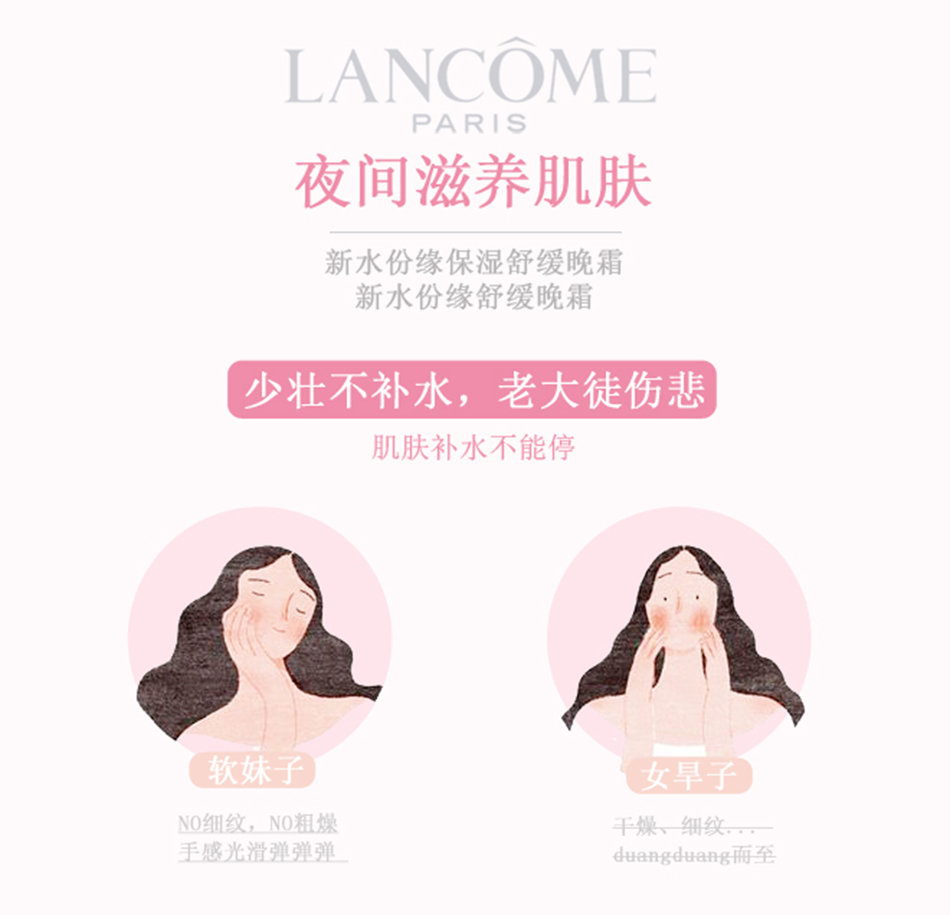 LANCÔME
PARIS
夜间滋养肌肤
新水份缘保湿舒缓晚霜
新水份缘舒缓晚霜
少壮不补水，老大徒伤悲
肌肤补水不能停
软妹子
NO细纹，NO粗燥
手感光滑弹弹弹
女旱子
干燥、细纹...
duangduang而至